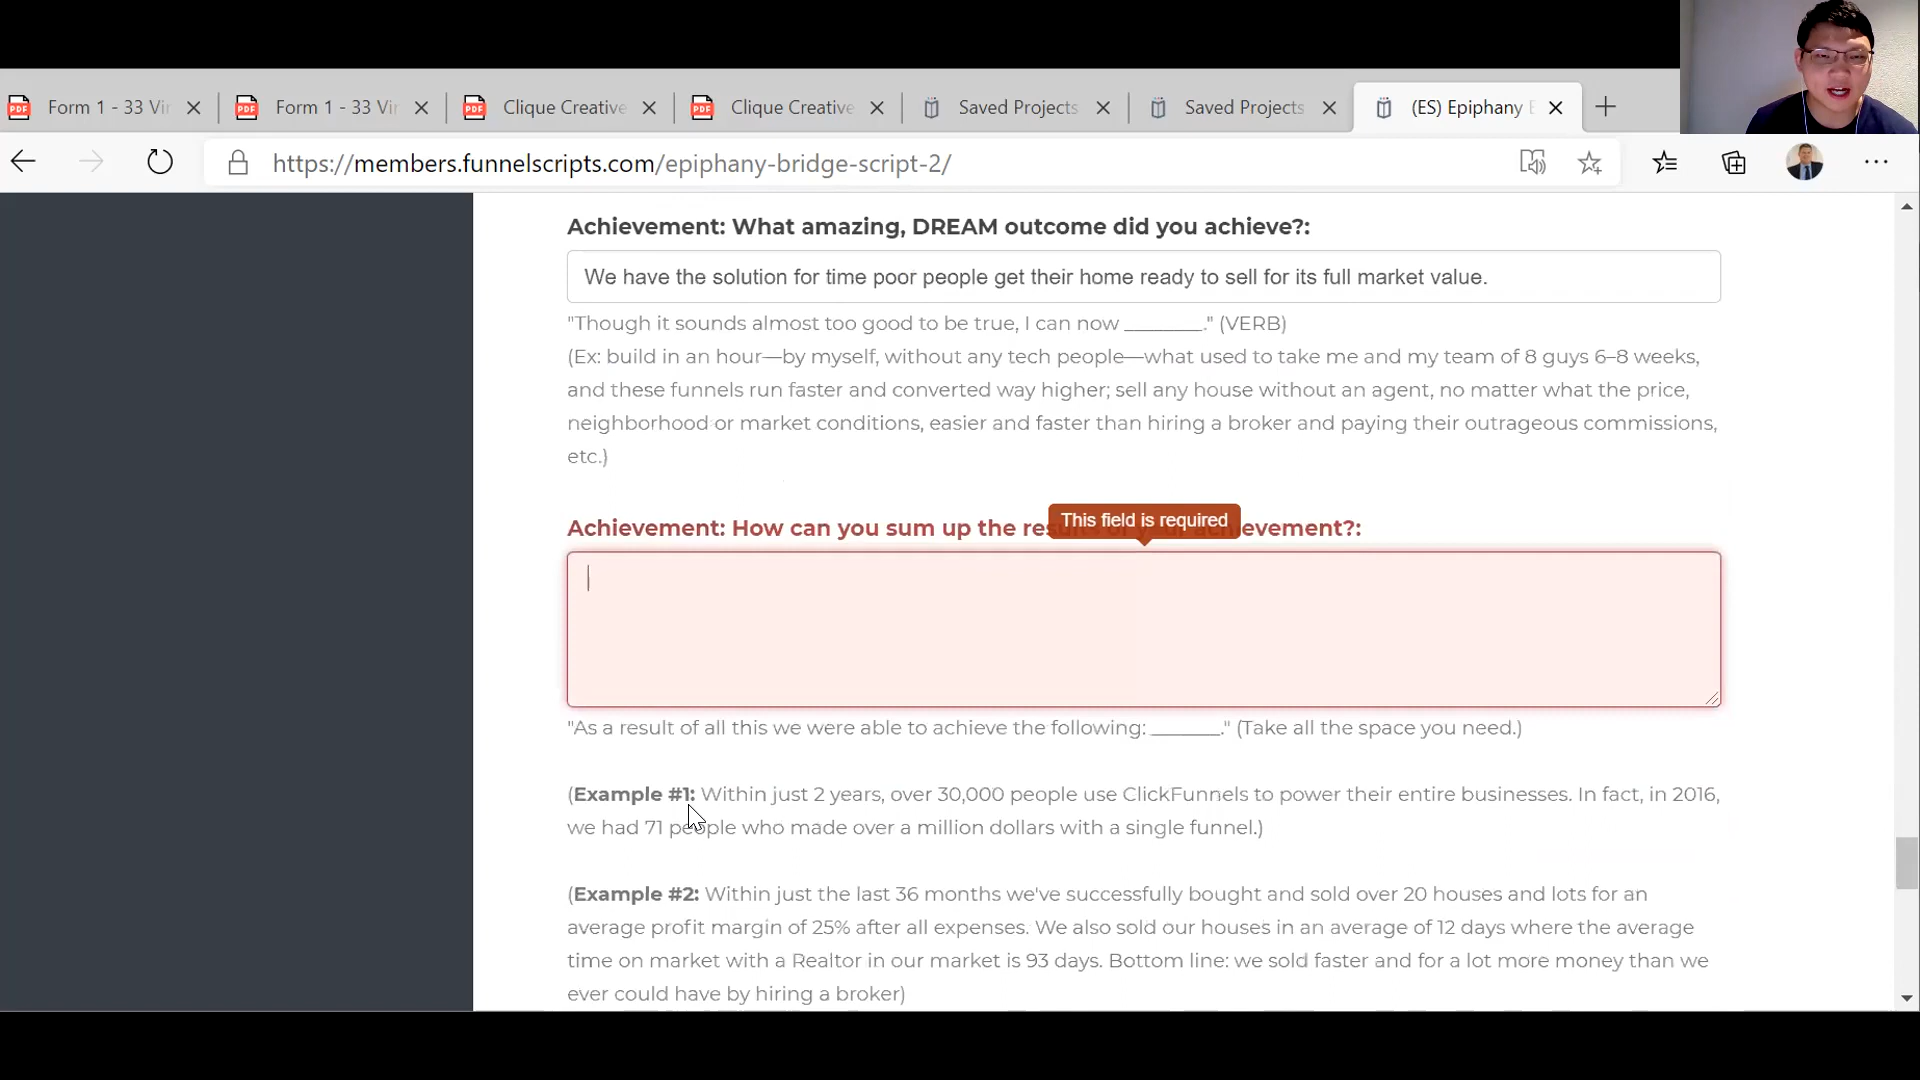 Form 1 - 33 Vir
Form 1 - 33 Vir
Clique Creative
Clique Creative
Saved Projects
Saved Projects
(ES) Epiphany
https://members.funnelscripts.com/epiphany-bridge-script-2/
Achievement: What amazing, DREAM outcome did you achieve?:
We have the solution for time poor people get their home ready to sell for its full market value.
"Though it sounds almost too good to be true, I can now ________." (VERB)
(Ex: build in an hour—by myself, without any tech people—what used to take me and my team of 8 guys 6–8 weeks,
and these funnels run faster and converted way higher; sell any house without an agent, no matter what the price,
neighborhood or market conditions, easier and faster than hiring a broker and paying their outrageous commissions,
etc.)
This field is required
Achievement: How can you sum up the results of your achievement?:
"As a result of all this we were able to achieve the following: _______." (Take all the space you need.)
(Example #1: Within just 2 years, over 30,000 people use ClickFunnels to power their entire businesses. In fact, in 2016,
we had 71 people who made over a million dollars with a single funnel.)
(Example #2: Within just the last 36 months we've successfully bought and sold over 20 houses and lots for an
average profit margin of 25% after all expenses. We also sold our houses in an average of 12 days where the average
time on market with a Realtor in our market is 93 days. Bottom line: we sold faster and for a lot more money than we
ever could have by hiring a broker)